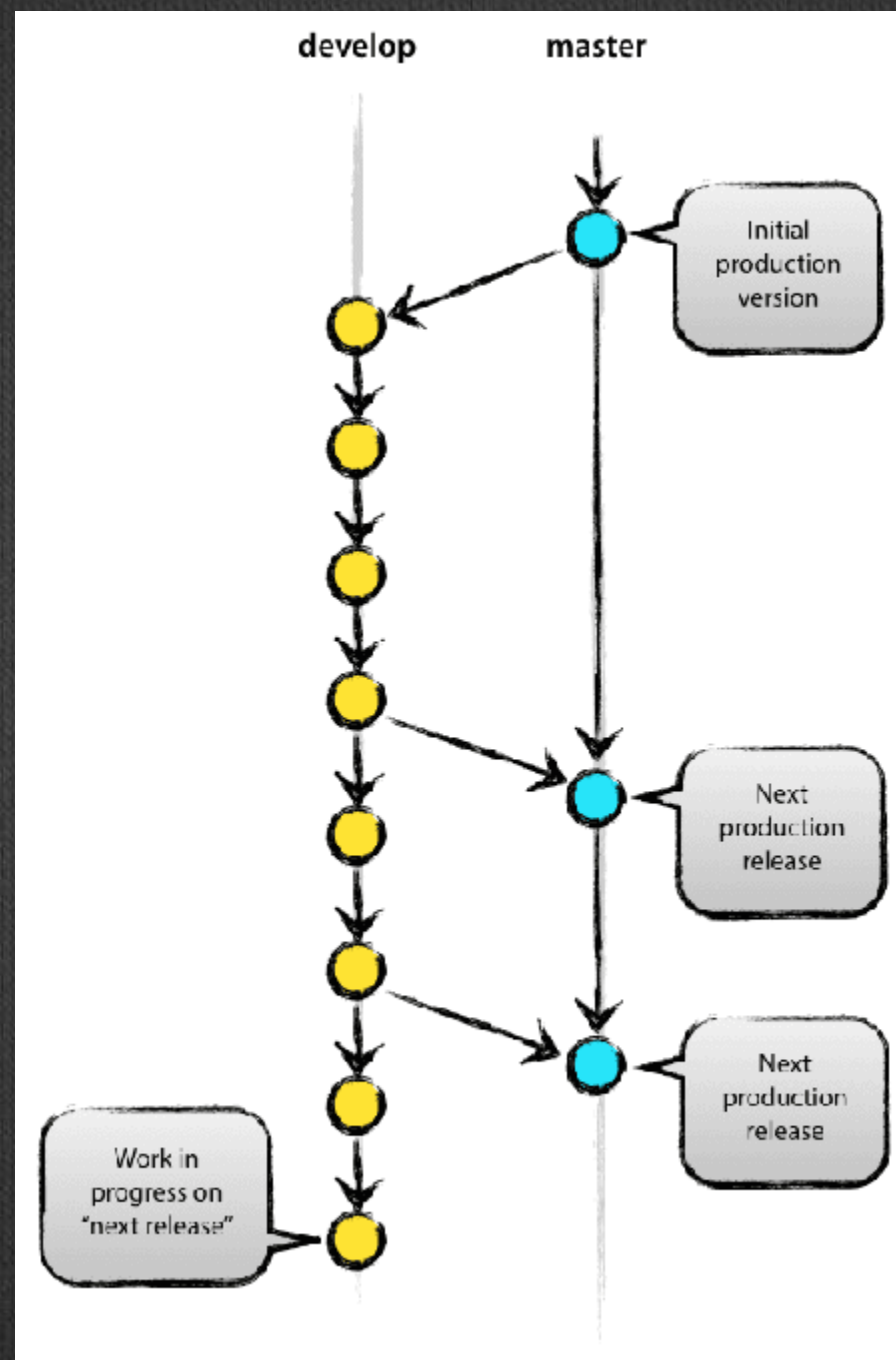 develop
master
Initial
production
version
Next
production
release
Next
production
release
Work in
progress on
“next release”